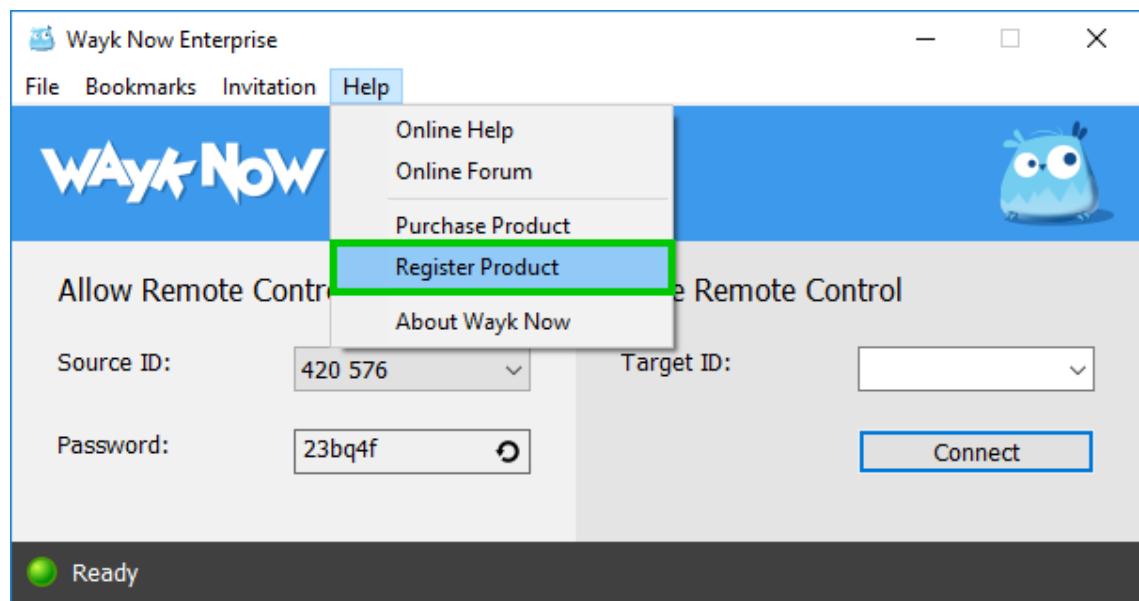 Wayk Now Enterprise
File Bookmarks Invitation Help
Online Help
Online Forum
Purchase Product
Register Product
About Wayk Now
WAyk NoW
Allow Remote Contr
Remote Control
Source ID:
420 576
Target ID:
Password:
23bq4f
Connect
Ready